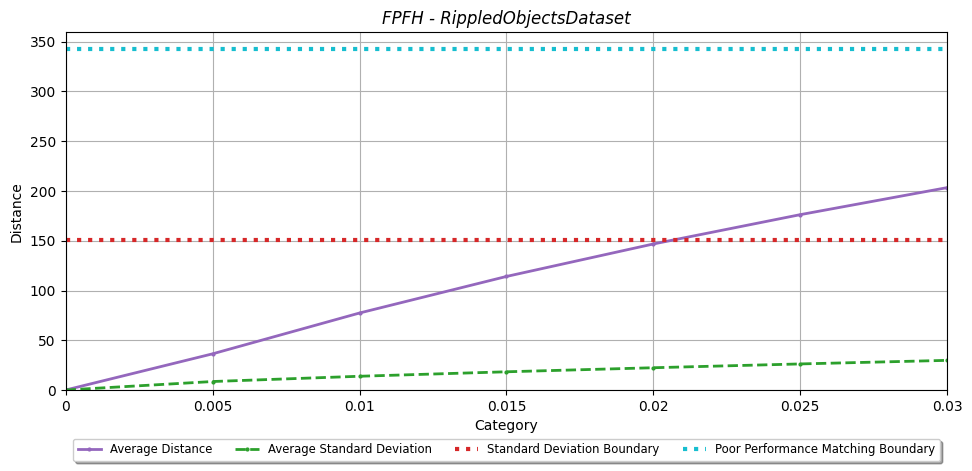 FPFH - RippledObjectsDataset
350
300
250
200
150
100
50
0
Distance
0 0.005 0.01 0.015 0.02 0.025 0.03
Category
Average Distance Average Standard Deviation Standard Deviation Boundary Poor Performance Matching Boundary